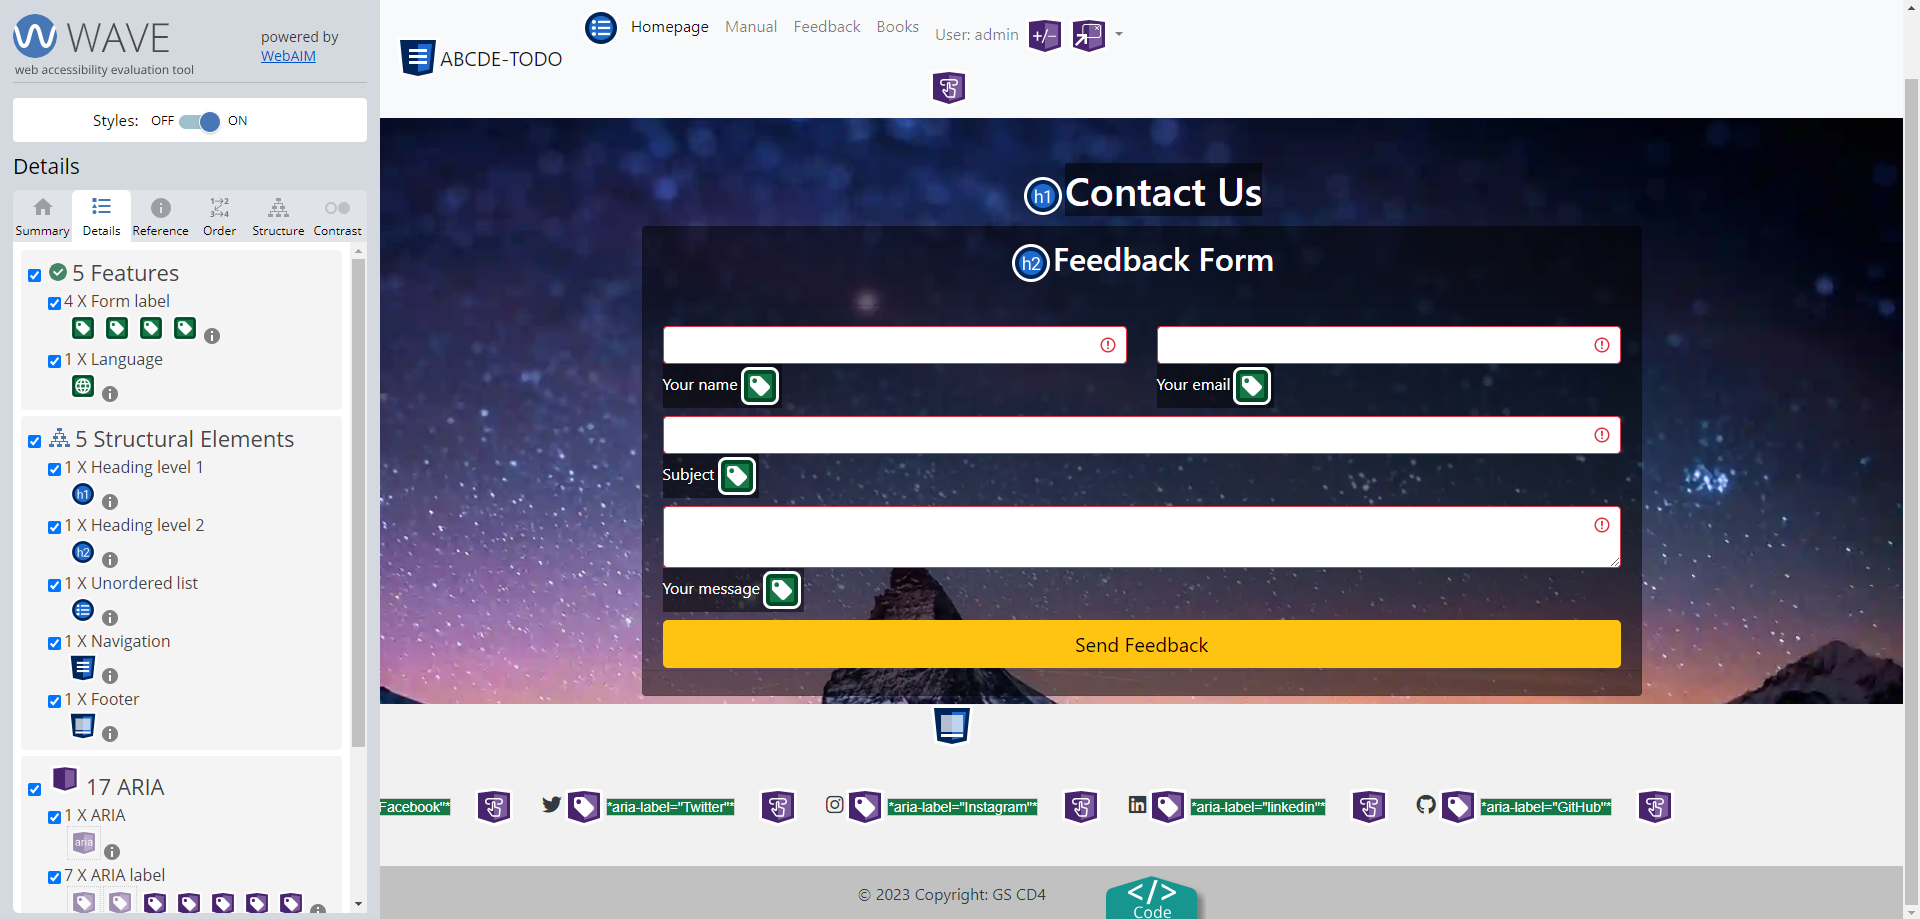 WAVE
powered by
WebAIM
web accessibility evaluation tool
Styles: OFF ON
Details
Summary Details Reference Order Structure Contrast
5 Features
4 X Form label
1 X Language
5 Structural Elements
1 X Heading level 1
h1
1 X Heading level 2
h2
1 X Unordered list
1 X Navigation
1 X Footer
17 ARIA
1 X ARIA
aria
7 X ARIA label
ABCDE-TODO
Homepage Manual Feedback Books User: admin +/-
h1 Contact Us
h2 Feedback Form
Your name Your email
Subject
Your message
Send Feedback
Facebook"* *aria-label="Twitter"* *aria-label="Instagram"* *aria-label="linkedin"* *aria-label="GitHub"*
© 2023 Copyright: GS CD4
</>
Code